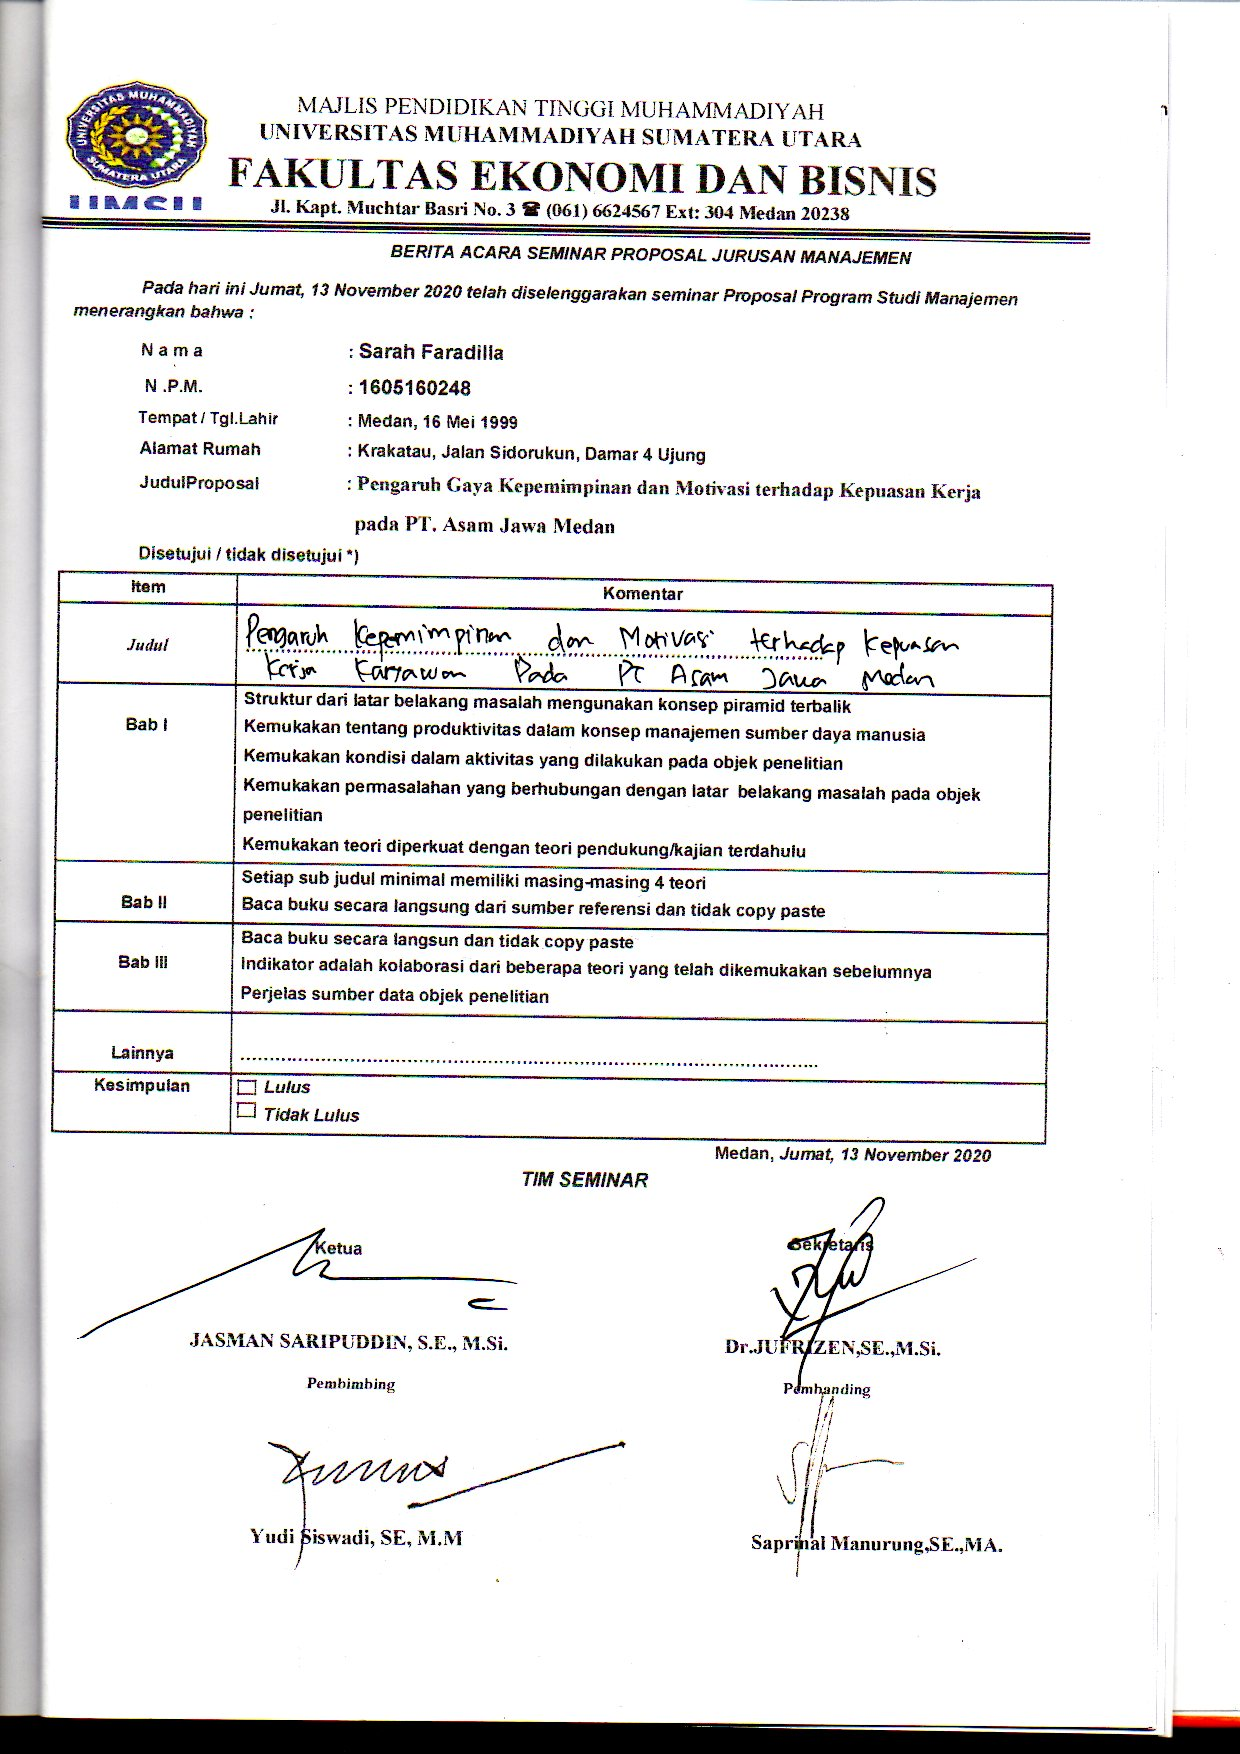 UNIVERSITAS MUHAMMADIYAH
SUMATERA UTARA
UMSU
MAJLIS PENDIDIKAN TINGGI MUHAMMADIYAH
UNIVERSITAS MUHAMMADIYAH SUMATERA UTARA
FAKULTAS EKONOMI DAN BISNIS
Jl. Kapt. Muchtar Basri No. 3 ☎ (061) 6624567 Ext: 304 Medan 20238
BERITA ACARA SEMINAR PROPOSAL JURUSAN MANAJEMEN
Pada hari ini Jumat, 13 November 2020 telah diselenggarakan seminar Proposal Program Studi Manajemen
menerangkan bahwa :
N a m a : Sarah Faradilla
N .P.M. : 1605160248
Tempat / Tgl.Lahir : Medan, 16 Mei 1999
Alamat Rumah : Krakatau, Jalan Sidorukun, Damar 4 Ujung
JudulProposal : Pengaruh Gaya Kepemimpinan dan Motivasi terhadap Kepuasan Kerja
pada PT. Asam Jawa Medan
Disetujui / tidak disetujui *)
Item Komentar
Judul Pengaruh Kepemimpinan dan Motivasi terhadap Kepuasan
Kerja Karyawan Pada PT Asam Jawa Medan
Struktur dari latar belakang masalah mengunakan konsep piramid terbalik
Bab I Kemukakan tentang produktivitas dalam konsep manajemen sumber daya manusia
Kemukakan kondisi dalam aktivitas yang dilakukan pada objek penelitian
Kemukakan permasalahan yang berhubungan dengan latar belakang masalah pada objek
penelitian
Kemukakan teori diperkuat dengan teori pendukung/kajian terdahulu
Setiap sub judul minimal memiliki masing-masing 4 teori
Bab II Baca buku secara langsung dari sumber referensi dan tidak copy paste
Baca buku secara langsun dan tidak copy paste
Bab III Indikator adalah kolaborasi dari beberapa teori yang telah dikemukakan sebelumnya
Perjelas sumber data objek penelitian
Lainnya ....................................................................................................
Kesimpulan ☐ Lulus
☐ Tidak Lulus
Medan, Jumat, 13 November 2020
TIM SEMINAR
Ketua Sekretaris
JASMAN SARIPUDDIN, S.E., M.Si. Dr.JUFRIZEN,SE.,M.Si.
Pembimbing Pembanding
Yudi Siswadi, SE, M.M Saprinal Manurung,SE.,MA.